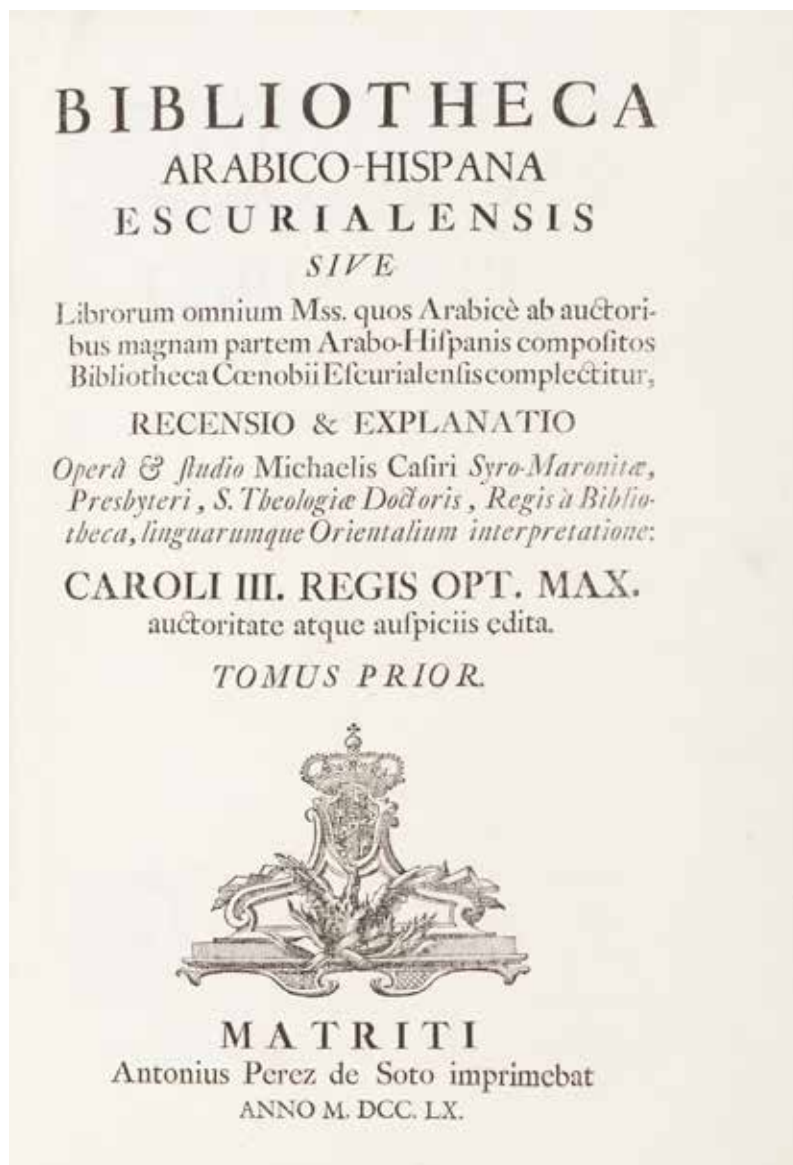 BIBLIOTHECA
ARABICO-HISPANA
ESCURIALENSIS
SIVE
Librorum omnium Mss. quos Arabicè ab auctori-
bus magnam partem Arabo-Hiſpanis compoſitos
Bibliotheca Cœnobii Eſcurialenſis complectitur,
RECENSIO & EXPLANATIO
Operâ & ſtudio Michaelis Caſiri Syro-Maronitæ,
Presbyteri, S. Theologiæ Doctoris, Regis à Biblio-
theca, linguarumque Orientalium interpretatione:
CAROLI III. REGIS OPT. MAX.
auctoritate atque auſpiciis edita.
TOMUS PRIOR.
MATRITI
Antonius Perez de Soto imprimebat
ANNO M. DCC. LX.